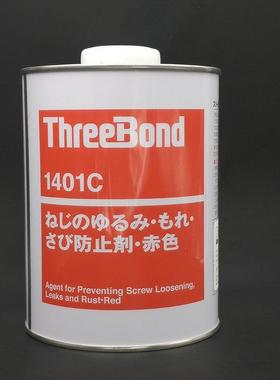 ThreeBond
1401C
ねじのゆるみ・もれ・
さび防止剤・赤色
Agent for Preventing Screw Loosening,
Leaks and Rust·Red